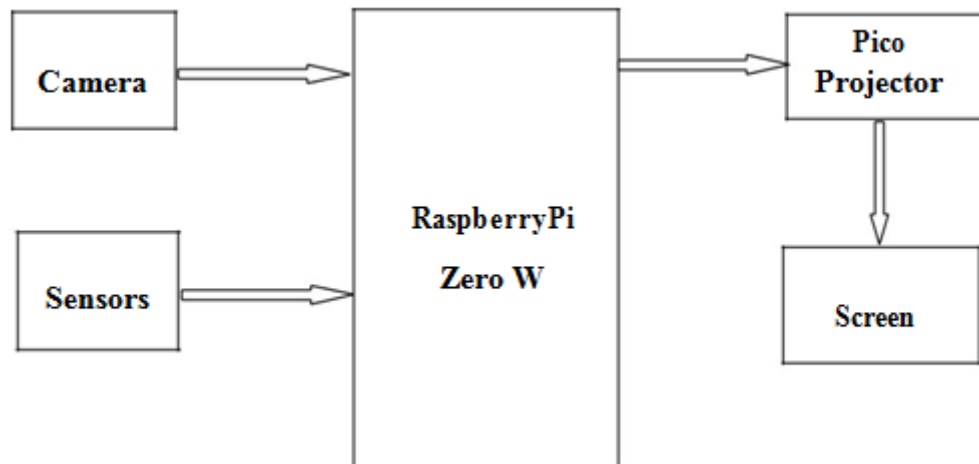 Camera
Sensors
RaspberryPi
Zero W
Pico
Projector
Screen